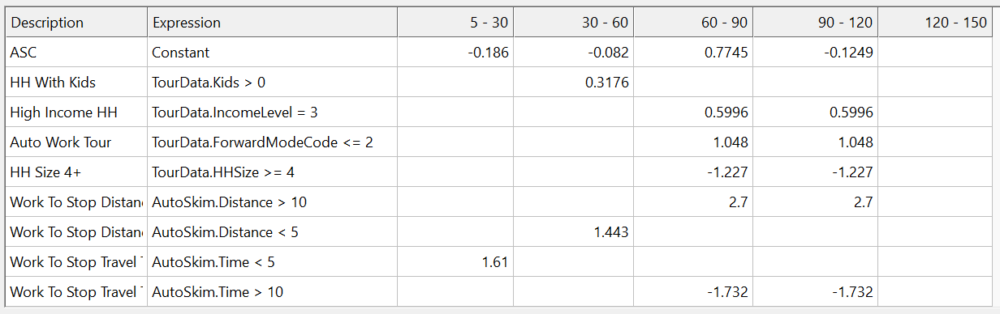 Description Expression 5 - 30 30 - 60 60 - 90 90 - 120 120 - 150
ASC Constant -0.186 -0.082 0.7745 -0.1249
HH With Kids TourData.Kids > 0 0.3176
High Income HH TourData.IncomeLevel = 3 0.5996 0.5996
Auto Work Tour TourData.ForwardModeCode <= 2 1.048 1.048
HH Size 4+ TourData.HHSize >= 4 -1.227 -1.227
Work To Stop Distan AutoSkim.Distance > 10 2.7 2.7
Work To Stop Distan AutoSkim.Distance < 5 1.443
Work To Stop Travel AutoSkim.Time < 5 1.61
Work To Stop Travel AutoSkim.Time > 10 -1.732 -1.732